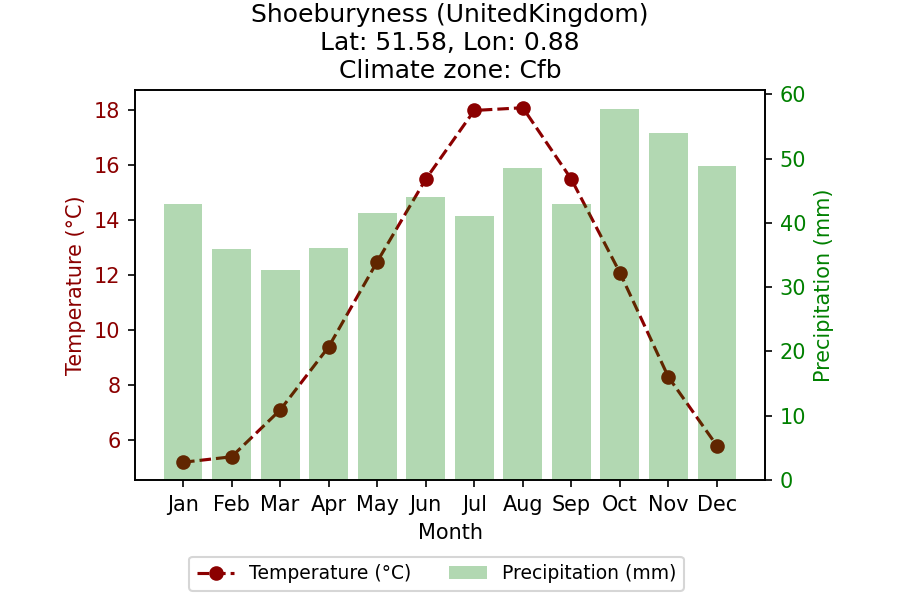 Shoeburyness (UnitedKingdom)
Lat: 51.58, Lon: 0.88
Climate zone: Cfb
18
16
14
12
10
8
6
Temperature (°C)
60
50
40
30
20
10
0
Precipitation (mm)
Jan Feb Mar Apr May Jun Jul Aug Sep Oct Nov Dec
Month
Temperature (°C) Precipitation (mm)